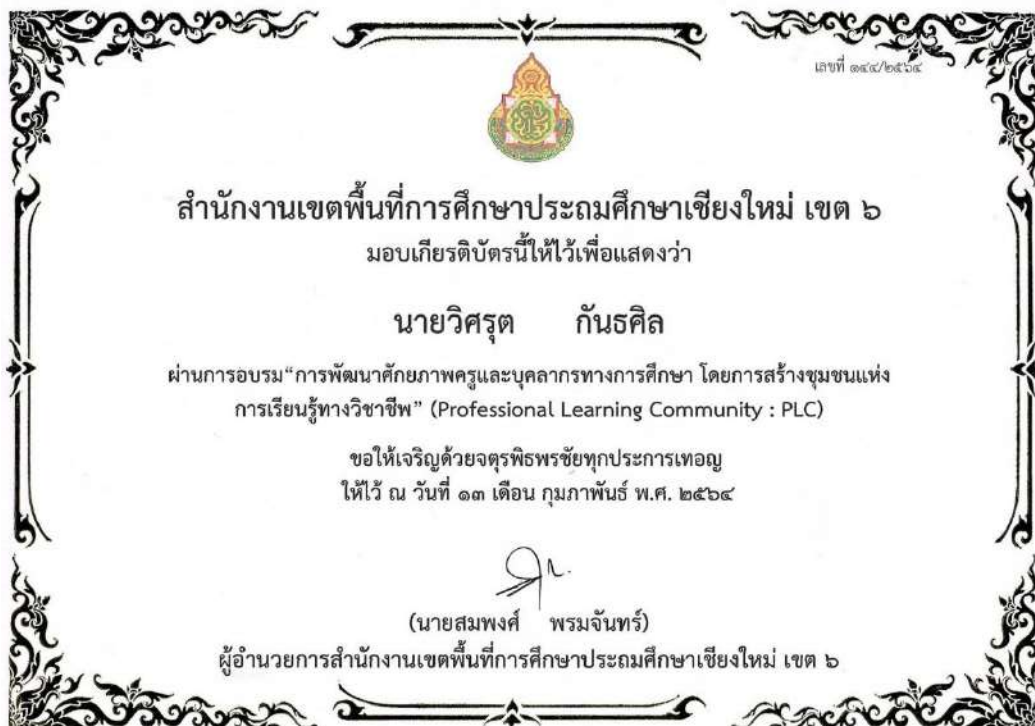 เลขที่ ๑๔๔/๒๕๖๔
สำนักงานเขตพื้นที่การศึกษาประถมศึกษาเชียงใหม่ เขต ๖
มอบเกียรติบัตรนี้ให้ไว้เพื่อแสดงว่า
นายวิศรุต กันธศิล
ผ่านการอบรม“การพัฒนาศักยภาพครูและบุคลากรทางการศึกษา โดยการสร้างชุมชนแห่ง
การเรียนรู้ทางวิชาชีพ” (Professional Learning Community : PLC)
ขอให้เจริญด้วยจตุรพิธพรชัยทุกประการเทอญ
ให้ไว้ ณ วันที่ ๑๓ เดือน กุมภาพันธ์ พ.ศ. ๒๕๖๔
(นายสมพงศ์ พรมจันทร์)
ผู้อำนวยการสำนักงานเขตพื้นที่การศึกษาประถมศึกษาเชียงใหม่ เขต ๖